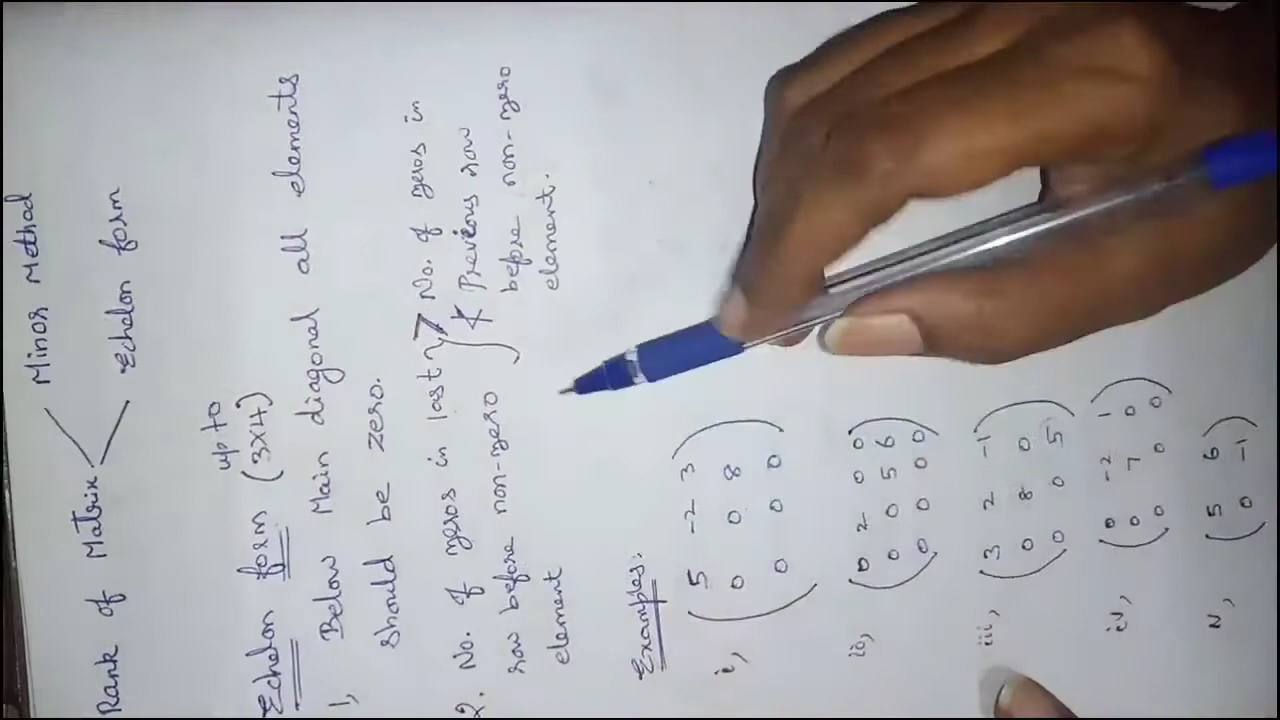 Rank of Matrix
Minor Method
Echelon form
Echelon form (3x4)
up to
1, Below Main diagonal all elements
should be zero.
2. No. of zeros in last
row before non-zero
element
> No. of zeros in
Previous row
before non-zero
element.
Examples:
i, ( 5 -2 3
0 0 8
0 0 0 )
ii, ( 0 2 0 0
0 0 5 6
0 0 0 0 )
iii, ( 3 2 -1
0 8 0
0 0 5 )
iv, ( 0 -2 1
0 7 0
0 0 0 )
v, ( 5 6
0 -1 )